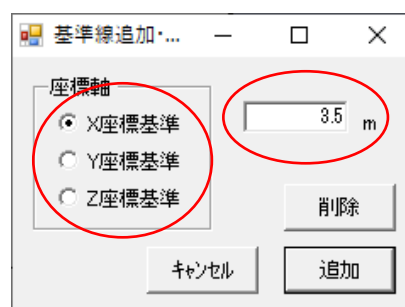 基準線追加・...
座標軸
X座標基準
Y座標基準
Z座標基準
3.5 m
削除
キャンセル
追加